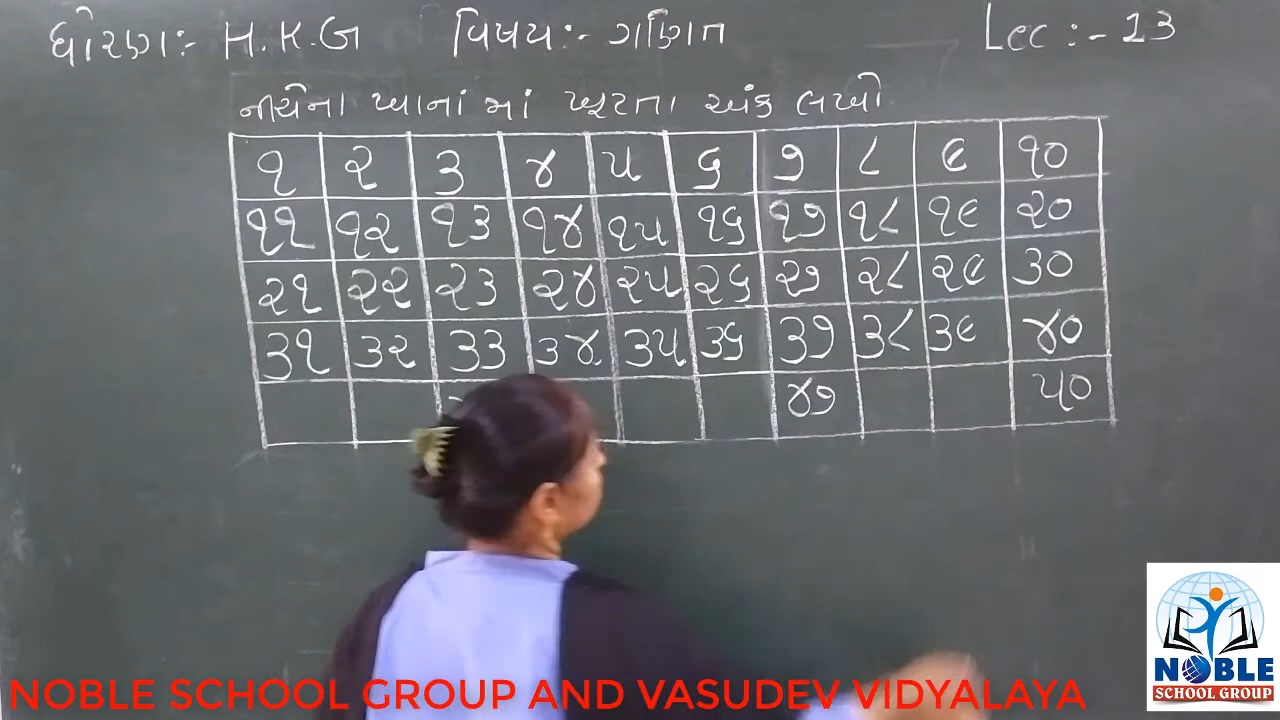 ધોરણ:- H.K.G વિષય:- ગણિત Lec :- 13
નીચેના ખાનાં માં ખૂટતા અંક લખો.
૧ ૨ ૩ ૪ ૫ ૬ ૭ ૮ ૯ ૧૦
૧૧ ૧૨ ૧૩ ૧૪ ૧૫ ૧૬ ૧૭ ૧૮ ૧૯ ૨૦
૨૧ ૨૨ ૨૩ ૨૪ ૨૫ ૨૬ ૨૭ ૨૮ ૨૯ ૩૦
૩૧ ૩૨ ૩૩ ૩૪ ૩૫ ૩૬ ૩૭ ૩૮ ૩૯ ૪૦
૪૭ ૫૦
NOBLE
SCHOOL GROUP
NOBLE SCHOOL GROUP AND VASUDEV VIDYALAYA